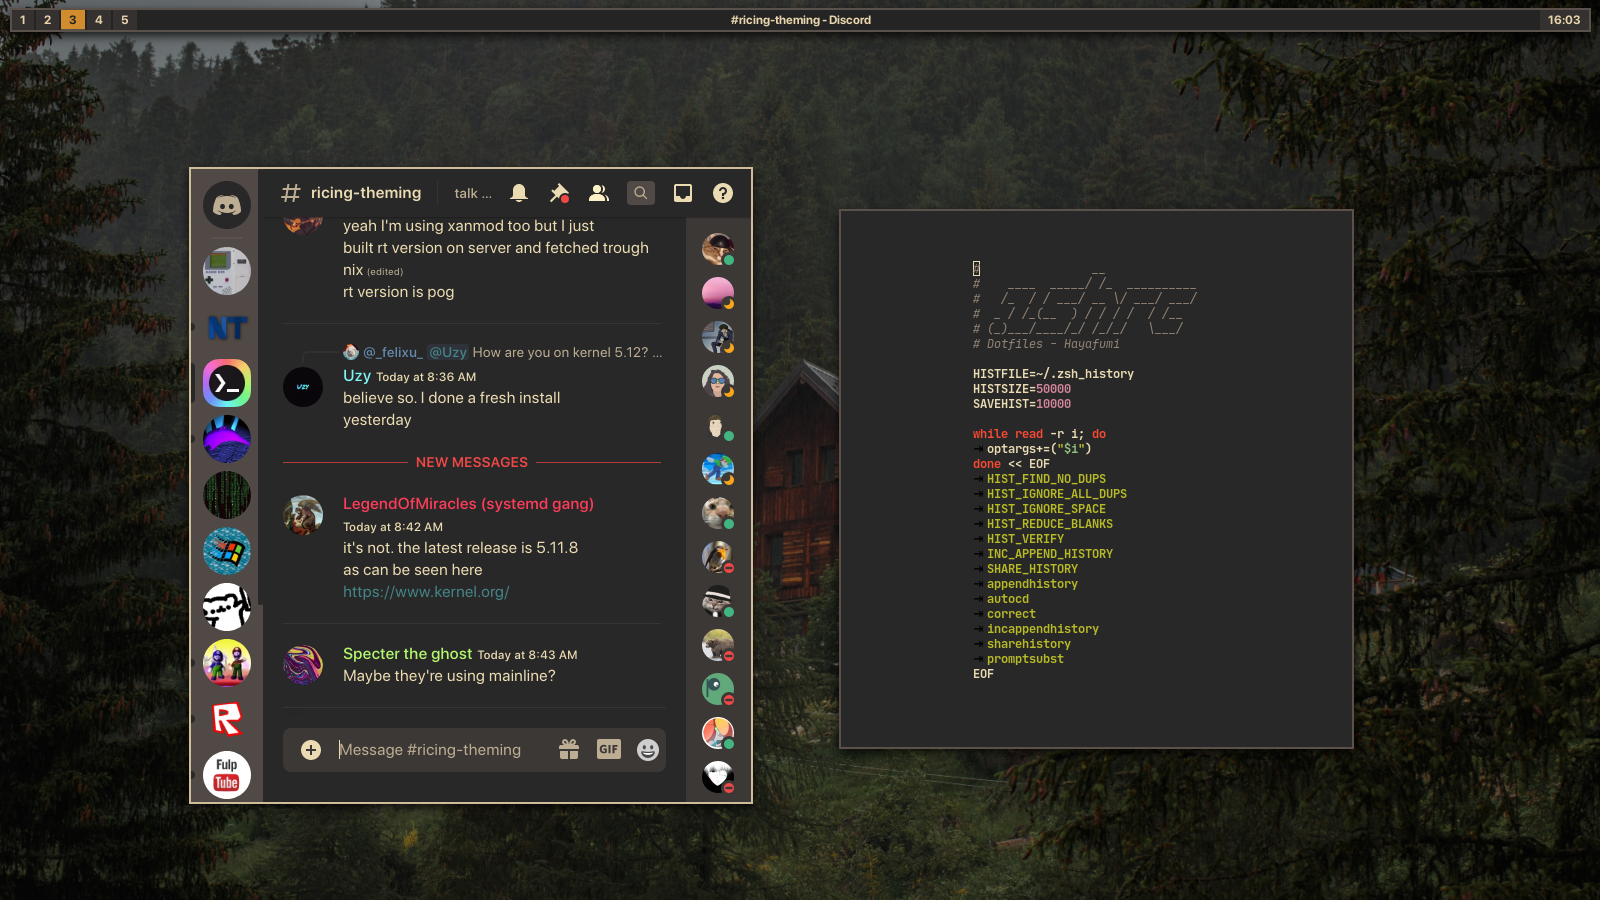 1 2 3 4 5
#ricing-theming - Discord
16:03
ricing-theming
talk ...
yeah I'm using xanmod too but I just
built rt version on server and fetched trough
nix (edited)
rt version is pog
@_felixu_ @Uzy How are you on kernel 5.12? ...
Uzy Today at 8:36 AM
believe so. I done a fresh install
yesterday
NEW MESSAGES
LegendOfMiracles (systemd gang)
Today at 8:42 AM
it's not. the latest release is 5.11.8
as can be seen here
https://www.kernel.org/
Specter the ghost Today at 8:43 AM
Maybe they're using mainline?
Message #ricing-theming
GIF
NT
UZY
Fulp
Tube
# Dotfiles - Hayafumi
HISTFILE=~/.zsh_history
HISTSIZE=50000
SAVEHIST=10000
while read -r i; do
optargs+=("$i")
done << EOF
HIST_FIND_NO_DUPS
HIST_IGNORE_ALL_DUPS
HIST_IGNORE_SPACE
HIST_REDUCE_BLANKS
HIST_VERIFY
INC_APPEND_HISTORY
SHARE_HISTORY
appendhistory
autocd
correct
incappendhistory
sharehistory
promptsubst
EOF